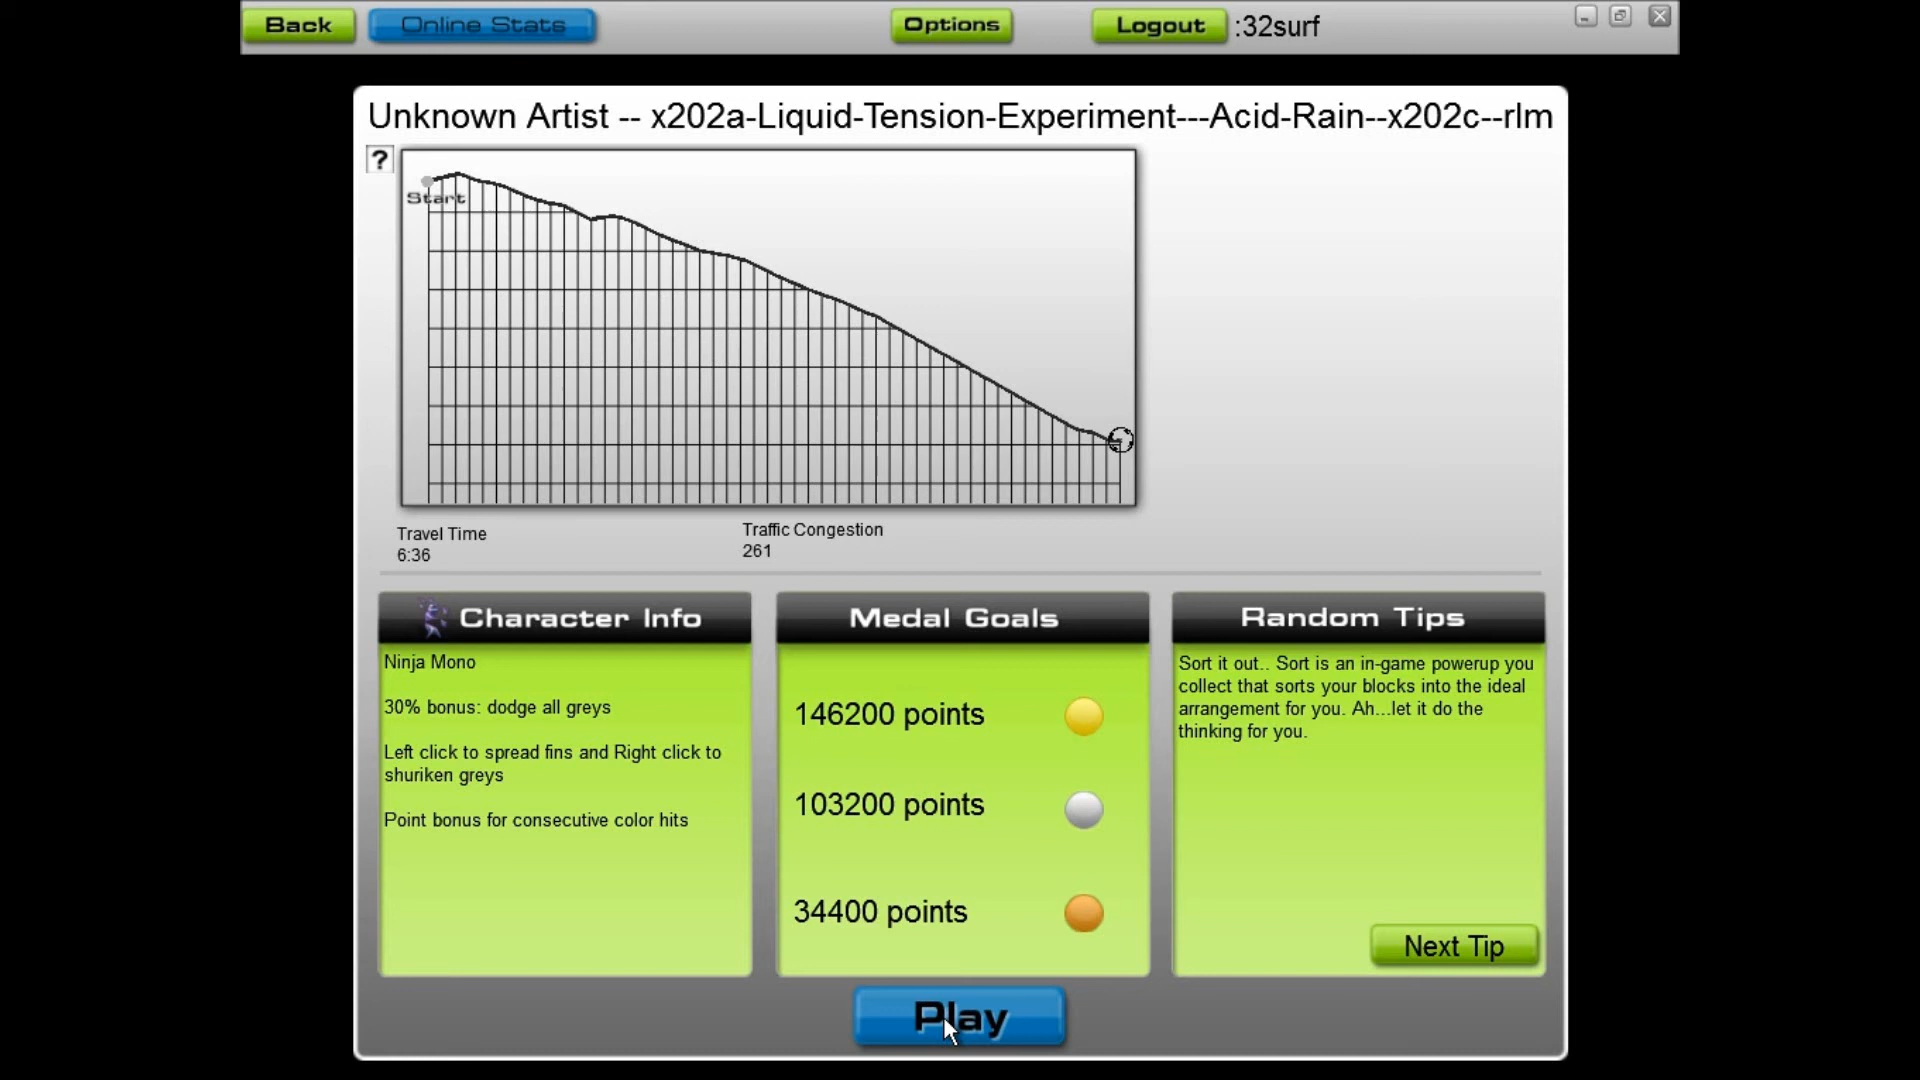 Back
Online Stats
Options
Logout
:32surf
Unknown Artist -- x202a-Liquid-Tension-Experiment---Acid-Rain--x202c--rlm
?
Start
Travel Time
6:36
Traffic Congestion
261
Character Info
Ninja Mono
30% bonus: dodge all greys
Left click to spread fins and Right click to
shuriken greys
Point bonus for consecutive color hits
Medal Goals
146200 points
103200 points
34400 points
Random Tips
Sort it out.. Sort is an in-game powerup you
collect that sorts your blocks into the ideal
arrangement for you. Ah...let it do the
thinking for you.
Next Tip
Play